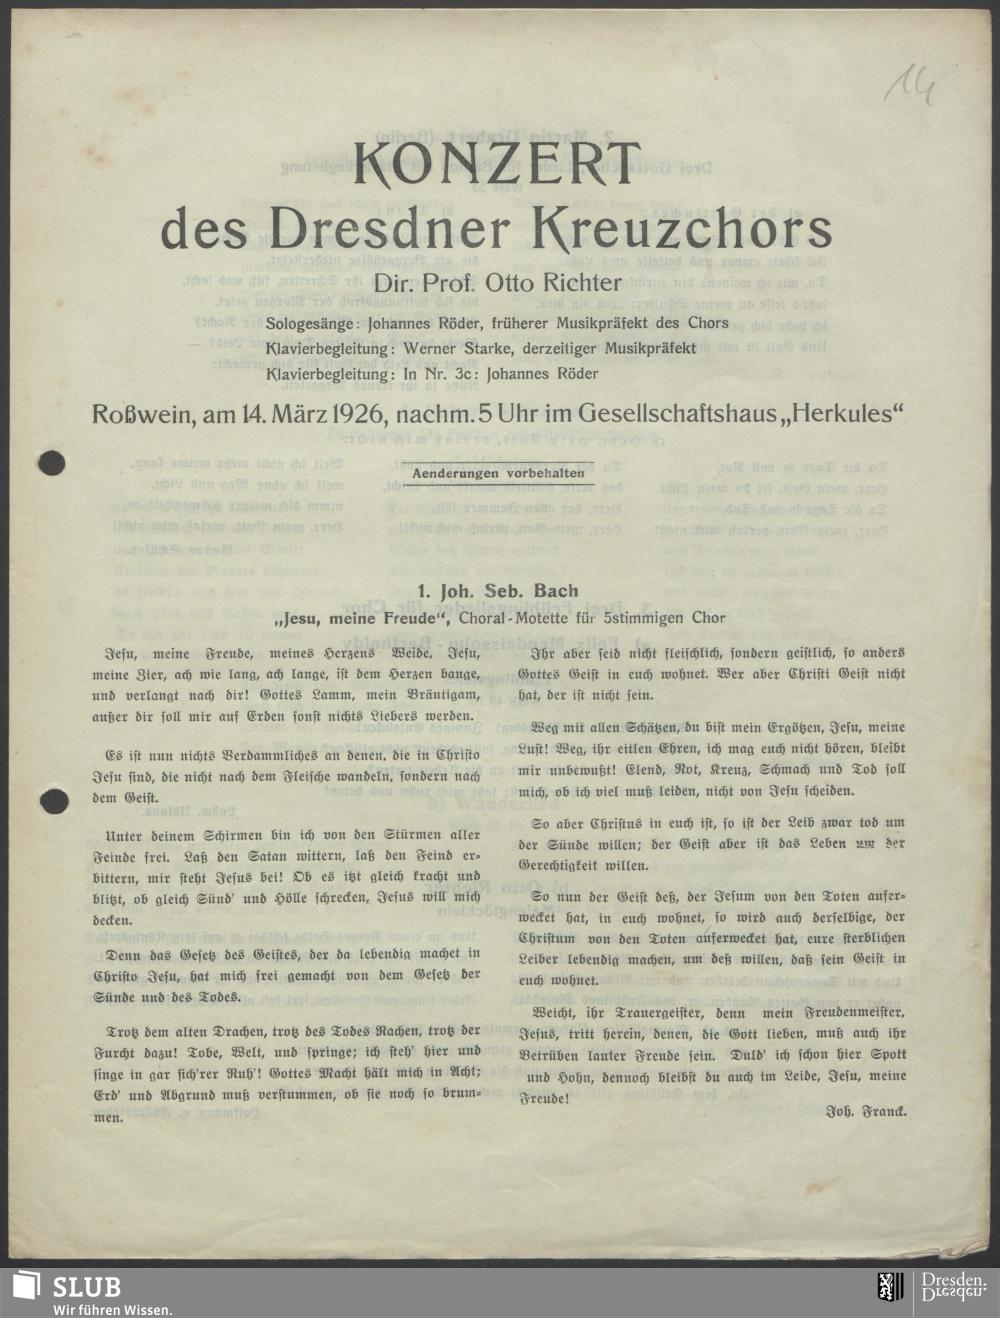 14
KONZERT
des Dresdner Kreuzchors
Dir. Prof. Otto Richter
Sologesänge: Johannes Röder, früherer Musikpräfekt des Chors
Klavierbegleitung: Werner Starke, derzeitiger Musikpräfekt
Klavierbegleitung: In Nr. 3c: Johannes Röder
Roßwein, am 14. März 1926, nachm. 5 Uhr im Gesellschaftshaus „Herkules“
Aenderungen vorbehalten
1. Joh. Seb. Bach
„Jesu, meine Freude“, Choral-Motette für 5stimmigen Chor
Jesu, meine Freude, meines Herzens Weide, Jesu,
meine Zier, ach wie lang, ach lange, ist dem Herzen bange,
und verlangt nach dir! Gottes Lamm, mein Bräutigam,
außer dir soll mir auf Erden sonst nichts Liebers werden.
Es ist nun nichts Verdammliches an denen, die in Christo
Jesu sind, die nicht nach dem Fleische wandeln, sondern nach
dem Geist.
Unter deinem Schirmen bin ich von den Stürmen aller
Feinde frei. Laß den Satan wittern, laß den Feind er-
bittern, mir steht Jesus bei! Ob es itzt gleich kracht und
blitzt, ob gleich Sünd' und Hölle schrecken, Jesus will mich
decken.
Denn das Gesetz des Geistes, der da lebendig machet in
Christo Jesu, hat mich frei gemacht von dem Gesetz der
Sünde und des Todes.
Trotz dem alten Drachen, trotz des Todes Rachen, trotz der
Furcht dazu! Tobe, Welt, und springe; ich steh' hier und
singe in gar sich'rer Ruh'! Gottes Macht hält mich in Acht;
Erd' und Abgrund muß verstummen, ob sie noch so brum-
men.
Ihr aber seid nicht fleischlich, sondern geistlich, so anders
Gottes Geist in euch wohnet. Wer aber Christi Geist nicht
hat, der ist nicht sein.
Weg mit allen Schätzen, du bist mein Ergötzen, Jesu, meine
Lust! Weg, ihr eitlen Ehren, ich mag euch nicht hören, bleibt
mir unbewußt! Elend, Not, Kreuz, Schmach und Tod soll
mich, ob ich viel muß leiden, nicht von Jesu scheiden.
So aber Christus in euch ist, so ist der Leib zwar tod um
der Sünde willen; der Geist aber ist das Leben um der
Gerechtigkeit willen.
So nun der Geist deß, der Jesum von den Toten aufer-
wecket hat, in euch wohnet, so wird auch derselbige, der
Christum von den Toten auferwecket hat, eure sterblichen
Leiber lebendig machen, um deß willen, daß sein Geist in
euch wohnet.
Weicht, ihr Trauergeister, denn mein Freudenmeister,
Jesus, tritt herein, denen, die Gott lieben, muß auch ihr
Betrüben lauter Freude sein. Duld' ich schon hier Spott
und Hohn, dennoch bleibst du auch im Leide, Jesu, meine
Freude!
Joh. Franck.
SLUB
Wir führen Wissen.
Dresden.
Dresden.